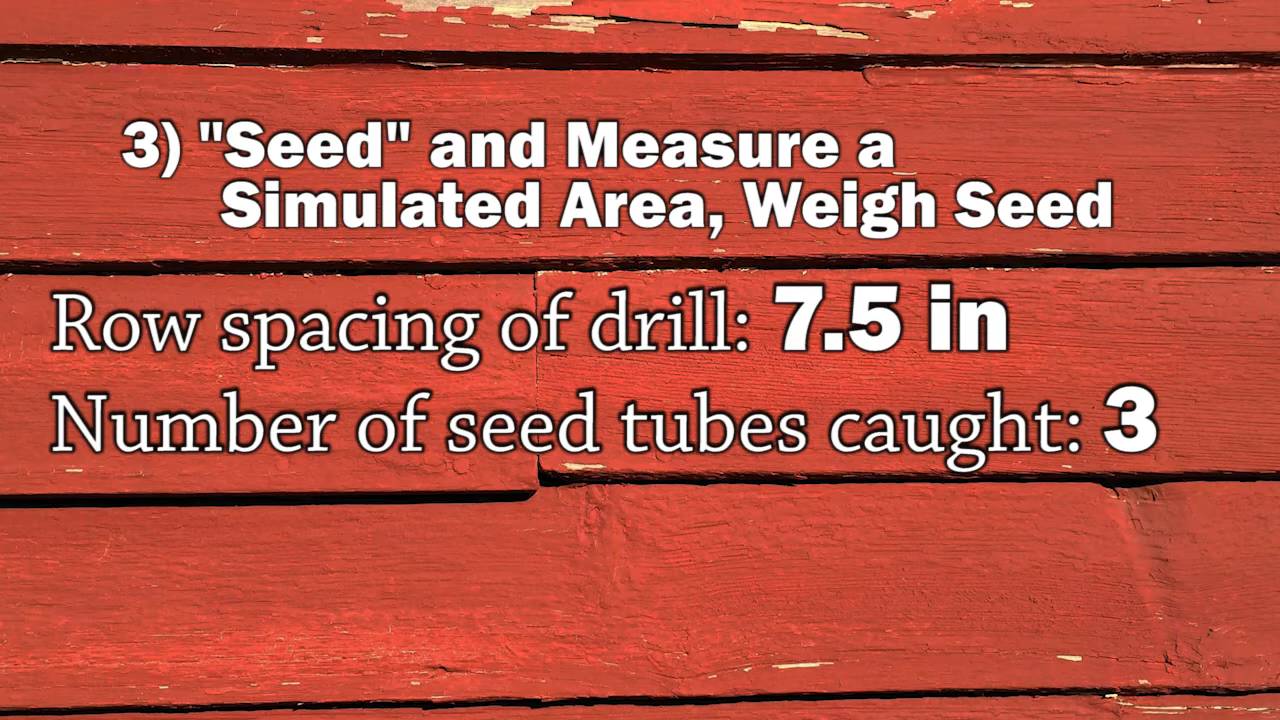 3) "Seed" and Measure a
Simulated Area, Weigh Seed
Row spacing of drill: 7.5 in
Number of seed tubes caught: 3